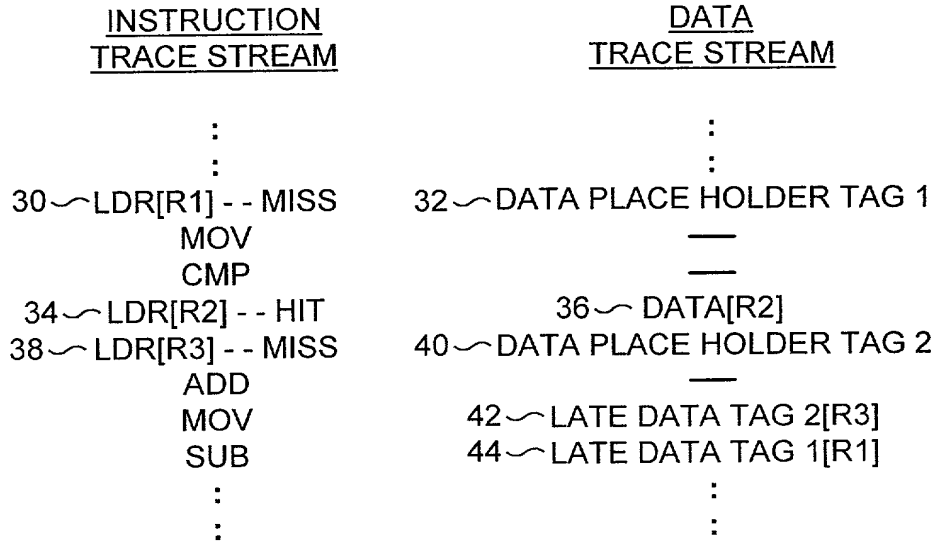 INSTRUCTION TRACE STREAM
DATA TRACE STREAM
:
:
:
:
30 LDR[R1] - - MISS
32 DATA PLACE HOLDER TAG 1
MOV
—
CMP
—
34 LDR[R2] - - HIT
36 DATA[R2]
38 LDR[R3] - - MISS
40 DATA PLACE HOLDER TAG 2
ADD
—
MOV
42 LATE DATA TAG 2[R3]
SUB
44 LATE DATA TAG 1[R1]
:
:
:
: